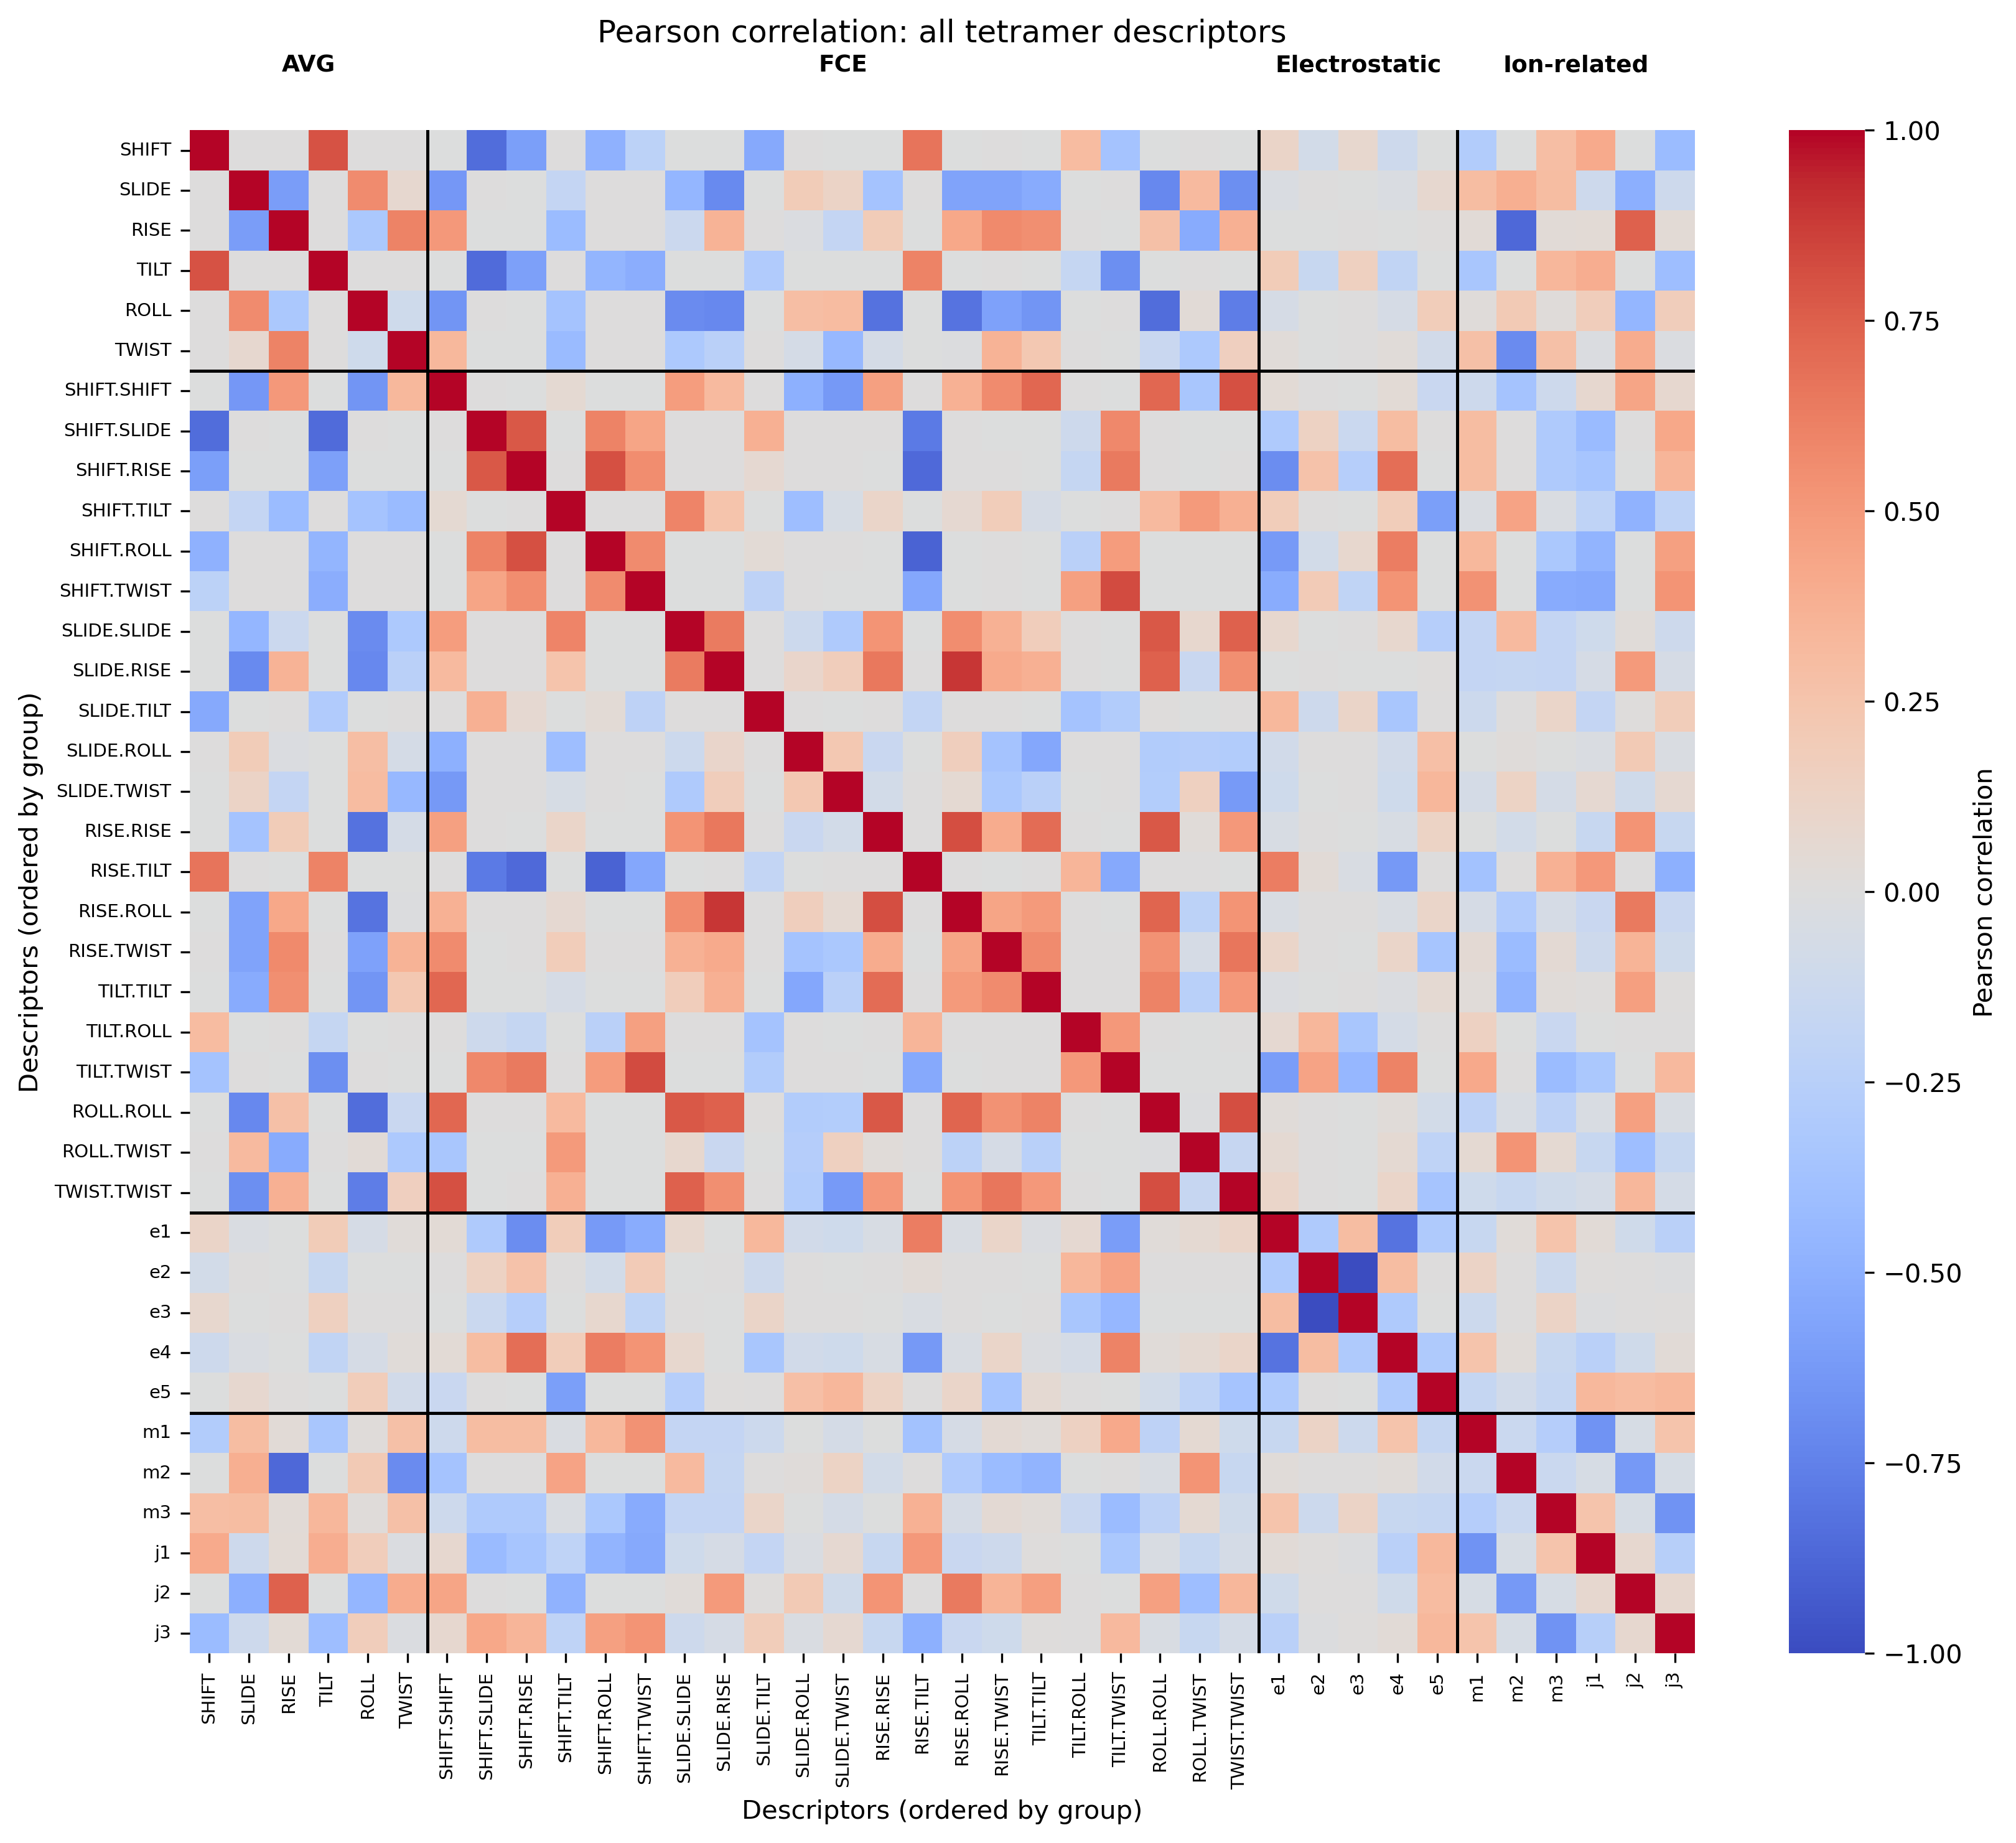 Pearson correlation: all tetramer descriptors
AVG FCE Electrostatic Ion-related
Descriptors (ordered by group)
SHIFT
SLIDE
RISE
TILT
ROLL
TWIST
SHIFT.SHIFT
SHIFT.SLIDE
SHIFT.RISE
SHIFT.TILT
SHIFT.ROLL
SHIFT.TWIST
SLIDE.SLIDE
SLIDE.RISE
SLIDE.TILT
SLIDE.ROLL
SLIDE.TWIST
RISE.RISE
RISE.TILT
RISE.ROLL
RISE.TWIST
TILT.TILT
TILT.ROLL
TILT.TWIST
ROLL.ROLL
ROLL.TWIST
TWIST.TWIST
e1
e2
e3
e4
e5
m1
m2
m3
j1
j2
j3
SHIFT
SLIDE
RISE
TILT
ROLL
TWIST
SHIFT.SHIFT
SHIFT.SLIDE
SHIFT.RISE
SHIFT.TILT
SHIFT.ROLL
SHIFT.TWIST
SLIDE.SLIDE
SLIDE.RISE
SLIDE.TILT
SLIDE.ROLL
SLIDE.TWIST
RISE.RISE
RISE.TILT
RISE.ROLL
RISE.TWIST
TILT.TILT
TILT.ROLL
TILT.TWIST
ROLL.ROLL
ROLL.TWIST
TWIST.TWIST
e1
e2
e3
e4
e5
m1
m2
m3
j1
j2
j3
Descriptors (ordered by group)
1.00
0.75
0.50
0.25
0.00
−0.25
−0.50
−0.75
−1.00
Pearson correlation